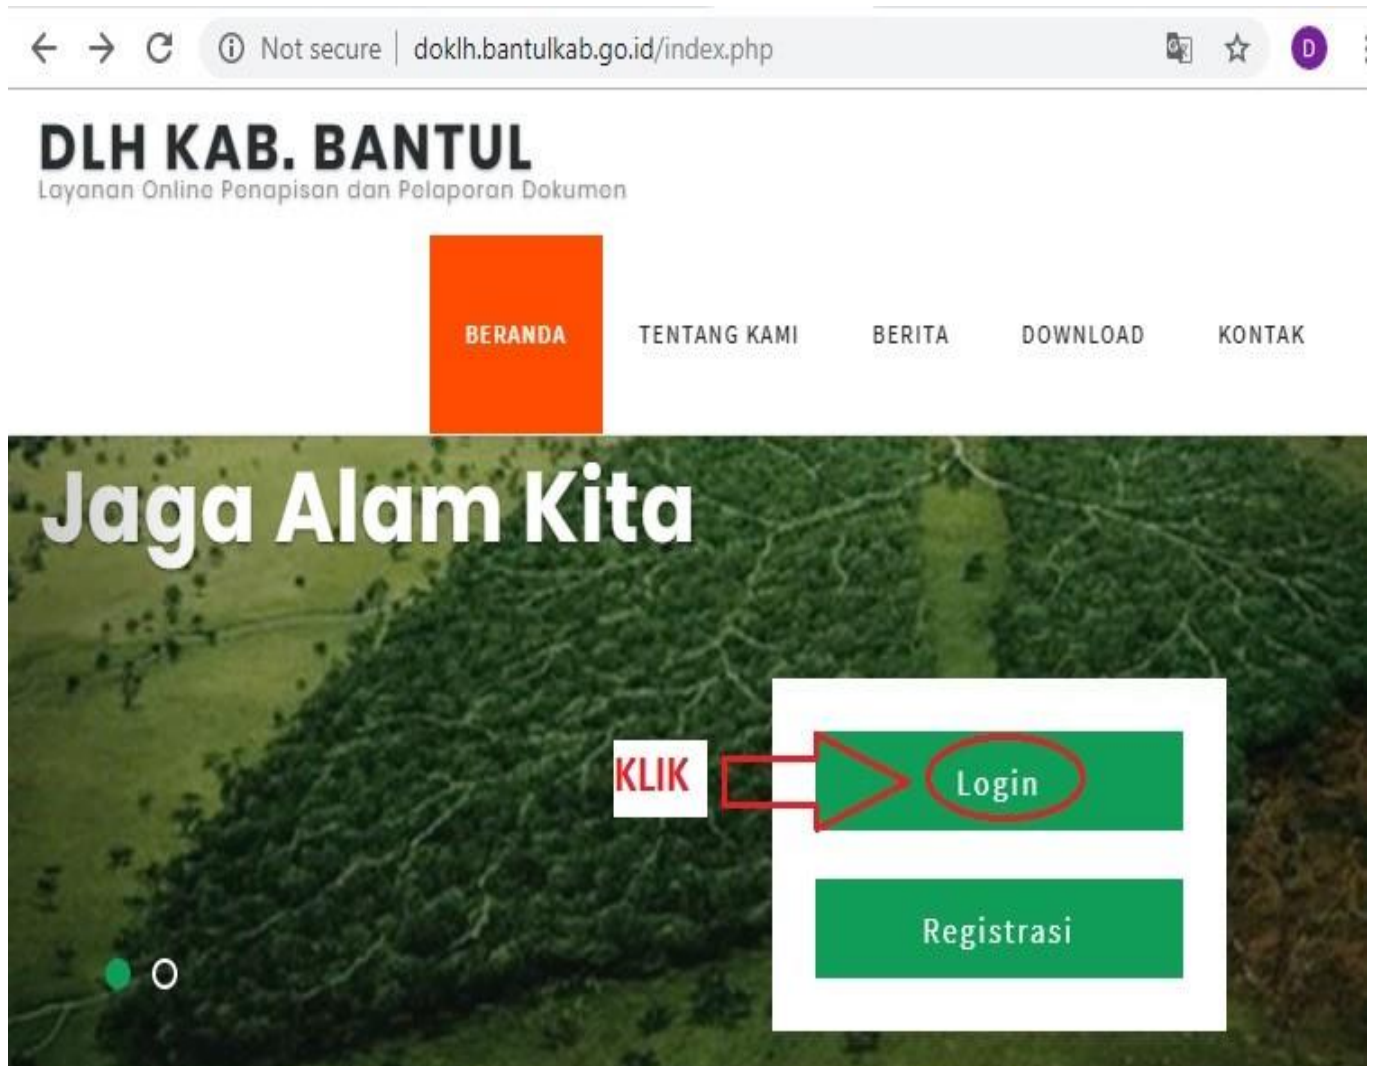 Not secure | doklh.bantulkab.go.id/index.php
D
DLH KAB. BANTUL
Layanan Online Penapisan dan Pelaporan Dokumen
BERANDA TENTANG KAMI BERITA DOWNLOAD KONTAK
Jaga Alam Kita
KLIK
Login
Registrasi